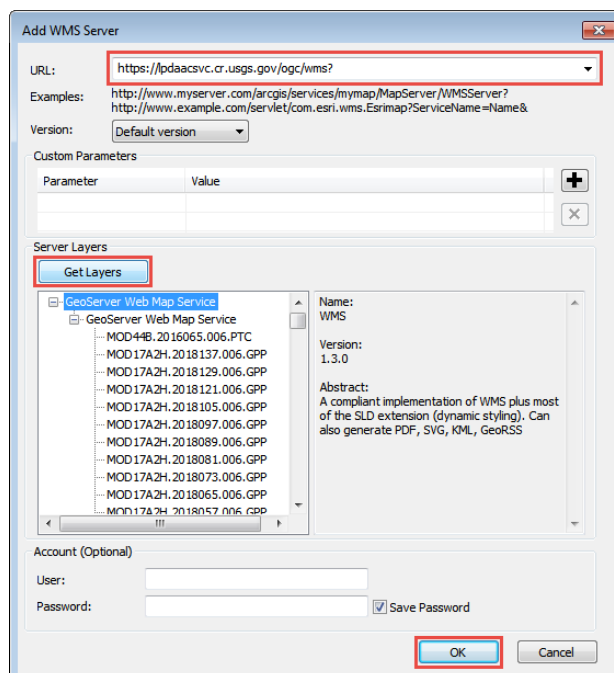 Add WMS Server
URL:
https://lpdaacsvc.cr.usgs.gov/ogc/wms?
Examples:
http://www.myserver.com/arcgis/services/mymap/MapServer/WMSServer?
http://www.example.com/servlet/com.esri.wms.Esrimap?ServiceName=Name&
Version:
Default version
Custom Parameters
Parameter
Value
Server Layers
Get Layers
GeoServer Web Map Service
GeoServer Web Map Service
MOD44B.2016065.006.PTC
MOD17A2H.2018137.006.GPP
MOD17A2H.2018129.006.GPP
MOD17A2H.2018121.006.GPP
MOD17A2H.2018105.006.GPP
MOD17A2H.2018097.006.GPP
MOD17A2H.2018089.006.GPP
MOD17A2H.2018081.006.GPP
MOD17A2H.2018073.006.GPP
MOD17A2H.2018065.006.GPP
MOD17A2H.2018057.006.GPP
Name:
WMS
Version:
1.3.0
Abstract:
A compliant implementation of WMS plus most
of the SLD extension (dynamic styling). Can
also generate PDF, SVG, KML, GeoRSS
Account (Optional)
User:
Password:
Save Password
OK
Cancel